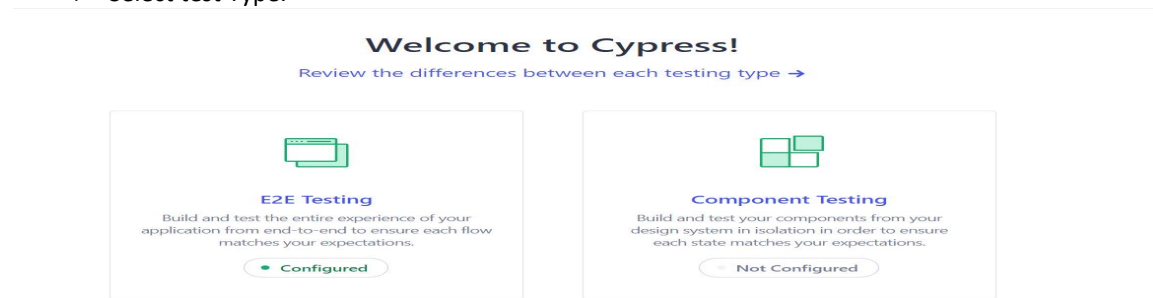 Select test Type:
Welcome to Cypress!
Review the differences between each testing type →
E2E Testing
Build and test the entire experience of your
application from end-to-end to ensure each flow
matches your expectations.
Configured
Component Testing
Build and test your components from your
design system in isolation in order to ensure
each state matches your expectations.
Not Configured